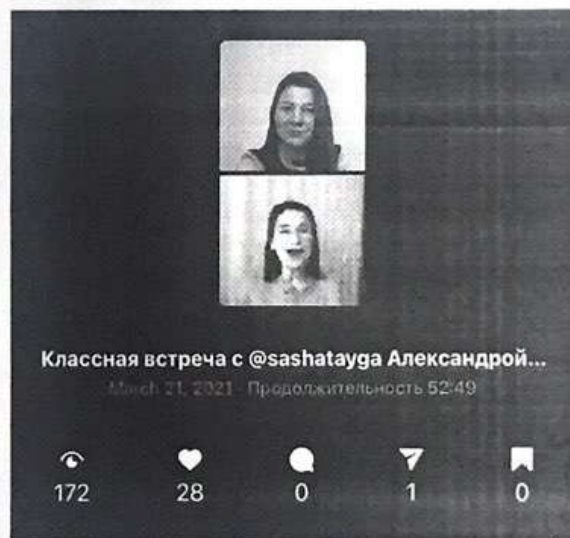 Классная встреча с @sashatayga Александрой...
March 21, 2021 · Продолжительность 52:49
172 28 0 1 0